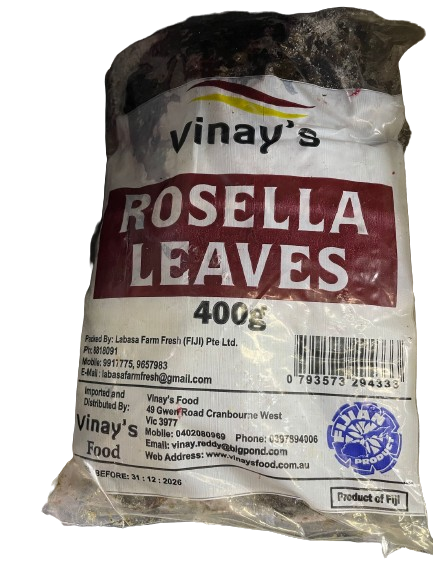 Vinay's
ROSELLA
LEAVES
400g
Packed By: Labasa Farm Fresh (FIJI) Pte Ltd.
Ph: 8818091
Mobile: 9917775, 9657983
E-Mail: labasafarmfresh@gmail.com
0 793573 294333
Imported and
Distributed By:
Vinay's
Food
Vinay's Food
49 Gwen Road Cranbourne West
Vic 3977
Mobile: 0402080969 Phone: 0397894006
Email: vinay.reddy@bigpond.com
Web Address: www.vinaysfood.com.au
FIJIAN
PRODUCT
BEFORE: 31 : 12 : 2026
Product of Fiji